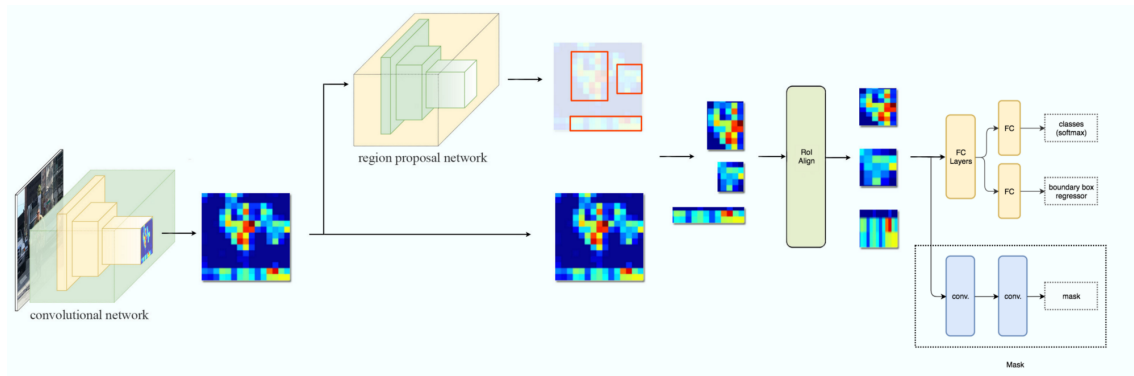 region proposal network
convolutional network
RoI
Align
FC
Layers
FC
classes
(softmax)
FC
boundary box
regressor
conv.
conv.
mask
Mask